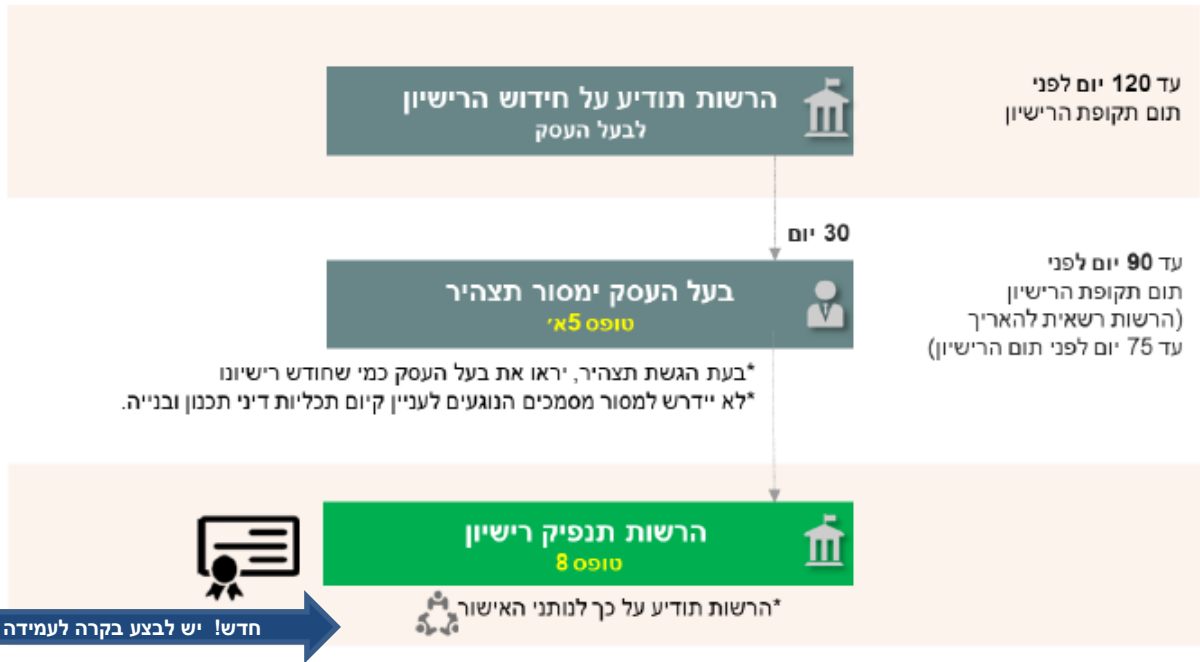 עד 120 יום לפני
תום תקופת הרישיון
הרשות תודיע על חידוש הרישיון
לבעל העסק
30 יום
עד 90 יום לפני
תום תקופת הרישיון
(הרשות רשאית להאריך
עד 75 יום לפני תום הרישיון)
בעל העסק ימסור תצהיר
טופס 5א׳
*בעת הגשת תצהיר, יראו את בעל העסק כמי שחודש רישיונו
*לא יידרש למסור מסמכים הנוגעים לעניין קיום תכליות דיני תכנון ובנייה.
הרשות תנפיק רישיון
טופס 8
*הרשות תודיע על כך לנותני האישור
חדש! יש לבצע בקרה לעמידה